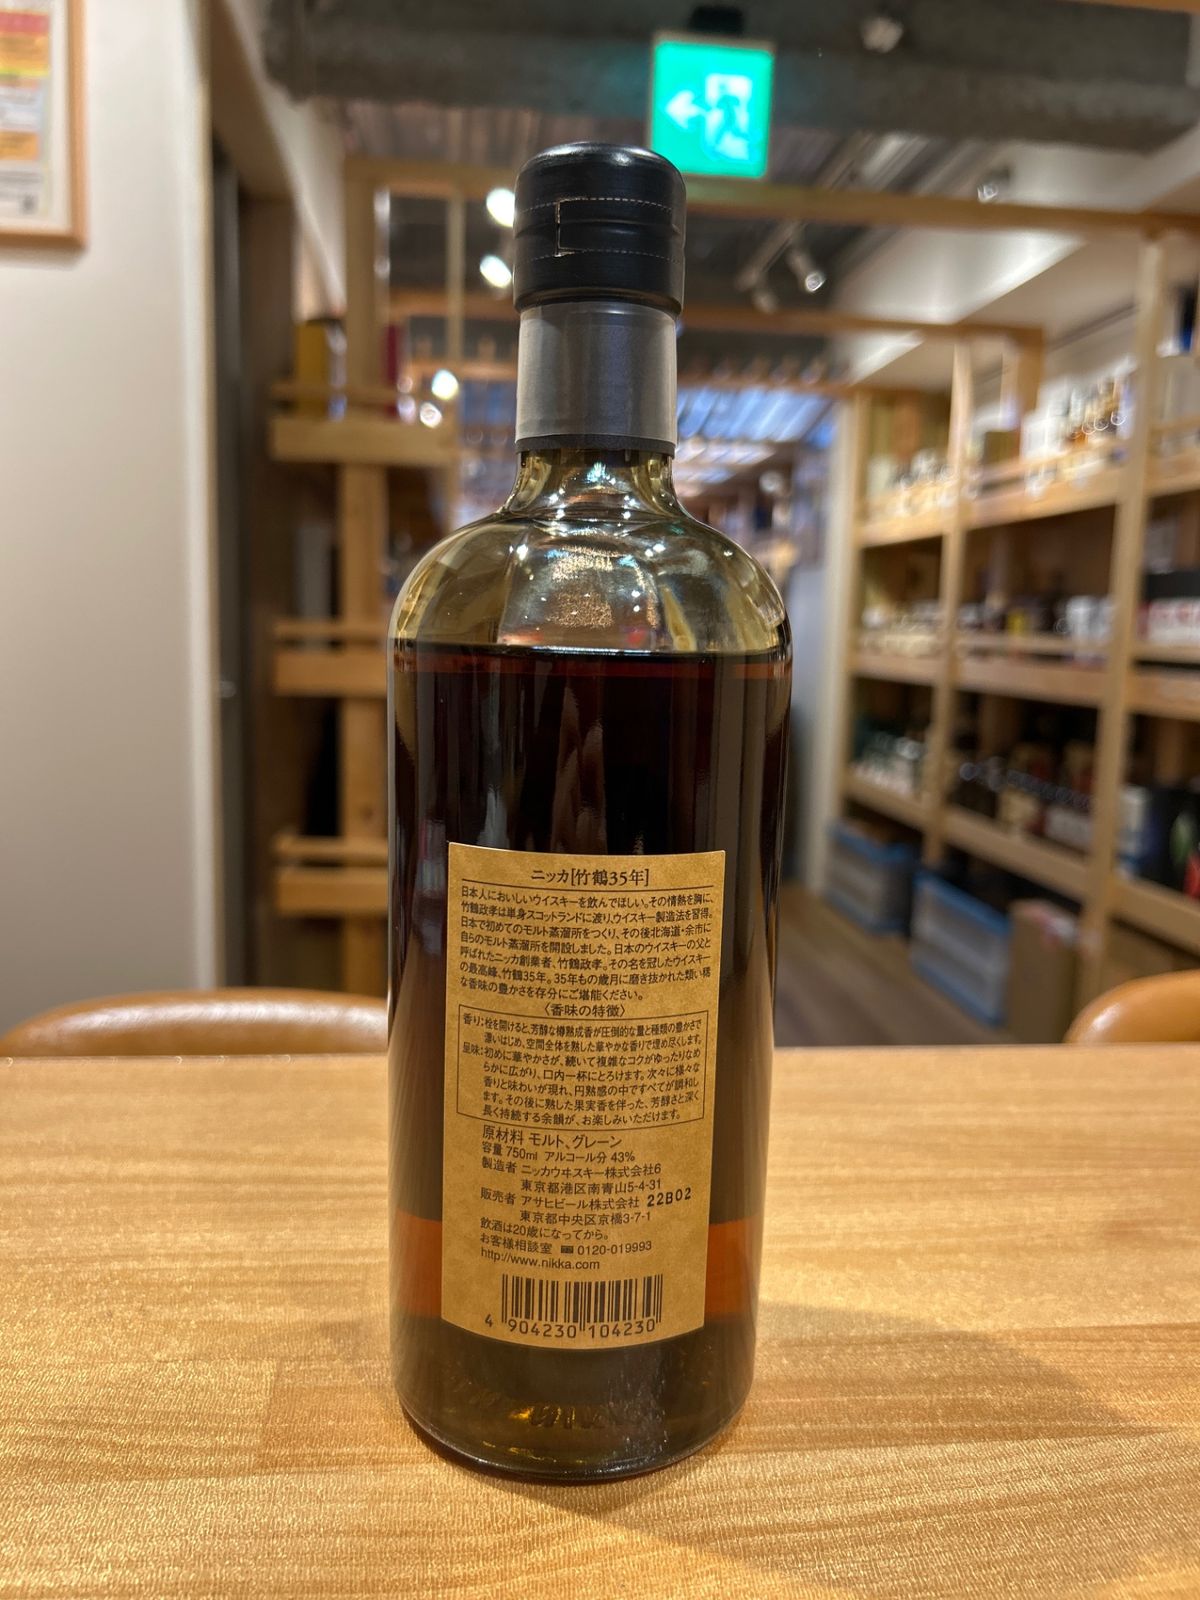 ニッカ[竹鶴35年]
日本人においしいウイスキーを飲んでほしい。その情熱を胸に、
竹鶴政孝は単身スコットランドに渡り、ウイスキー製造法を習得。
日本で初めてのモルト蒸溜所をつくり、その後北海道・余市に
自らのモルト蒸溜所を開設しました。日本のウイスキーの父と
呼ばれたニッカ創業者、竹鶴政孝。その名を冠したウイスキー
の最高峰、竹鶴35年。35年もの歳月に磨き抜かれた類い稀
な香味の豊かさを存分にご堪能ください。
〈香味の特徴〉
香り：栓を開けると、芳醇な樽熟成香が圧倒的な量と種類の豊かさで
漂いはじめ、空間全体を熟した華やかな香りで埋め尽くします。
呈味：初めに華やかさが、続いて複雑なコクがゆったりなめ
らかに広がり、口内一杯にとろけます。次々に様々な
香りと味わいが現れ、円熟感の中ですべてが調和し
ます。その後に熟した果実香を伴った、芳醇さと深く
長く持続する余韻が、お楽しみいただけます。
原材料 モルト、グレーン
容量 750ml アルコール分 43%
製造者 ニッカウヰスキー株式会社6
東京都港区南青山5-4-31
販売者 アサヒビール株式会社 22B02
東京都中央区京橋3-7-1
飲酒は20歳になってから。
お客様相談室 0120-019993
http://www.nikka.com
4 904230 104230